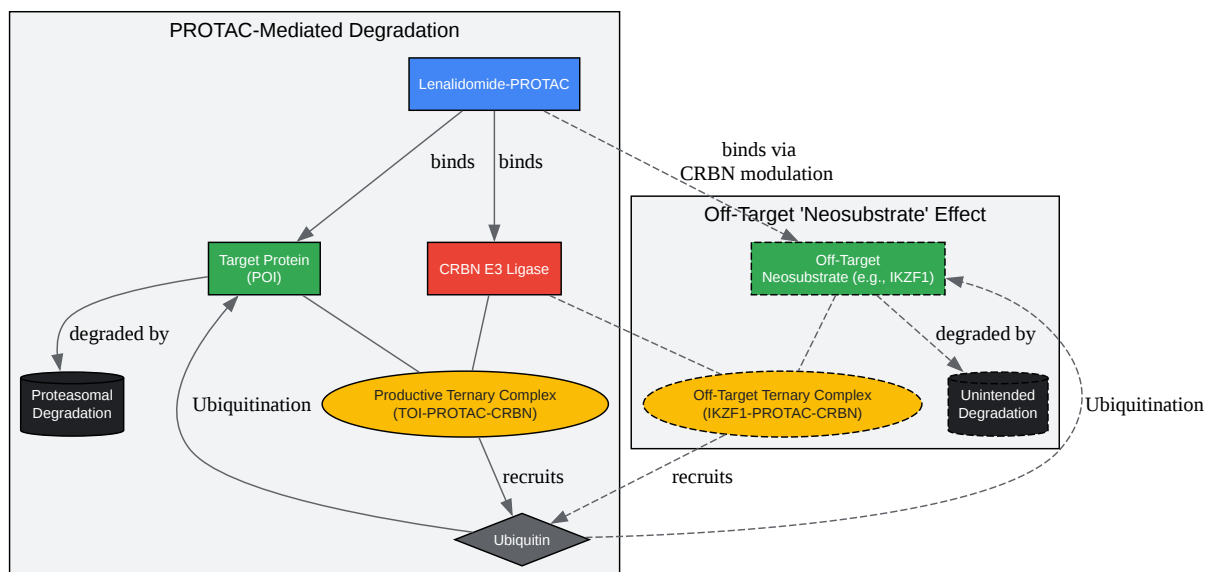 PROTAC-Mediated Degradation
Lenalidomide-PROTAC
binds
binds
binds via
CRBN modulation
Off-Target 'Neosubstrate' Effect
Target Protein
(POI)
CRBN E3 Ligase
Off-Target
Neosubstrate (e.g., IKZF1)
degraded by
degraded by
Proteasomal
Degradation
Ubiquitination
Productive Ternary Complex
(TOI-PROTAC-CRBN)
Off-Target Ternary Complex
(IKZF1-PROTAC-CRBN)
Unintended
Degradation
Ubiquitination
recruits
recruits
Ubiquitin